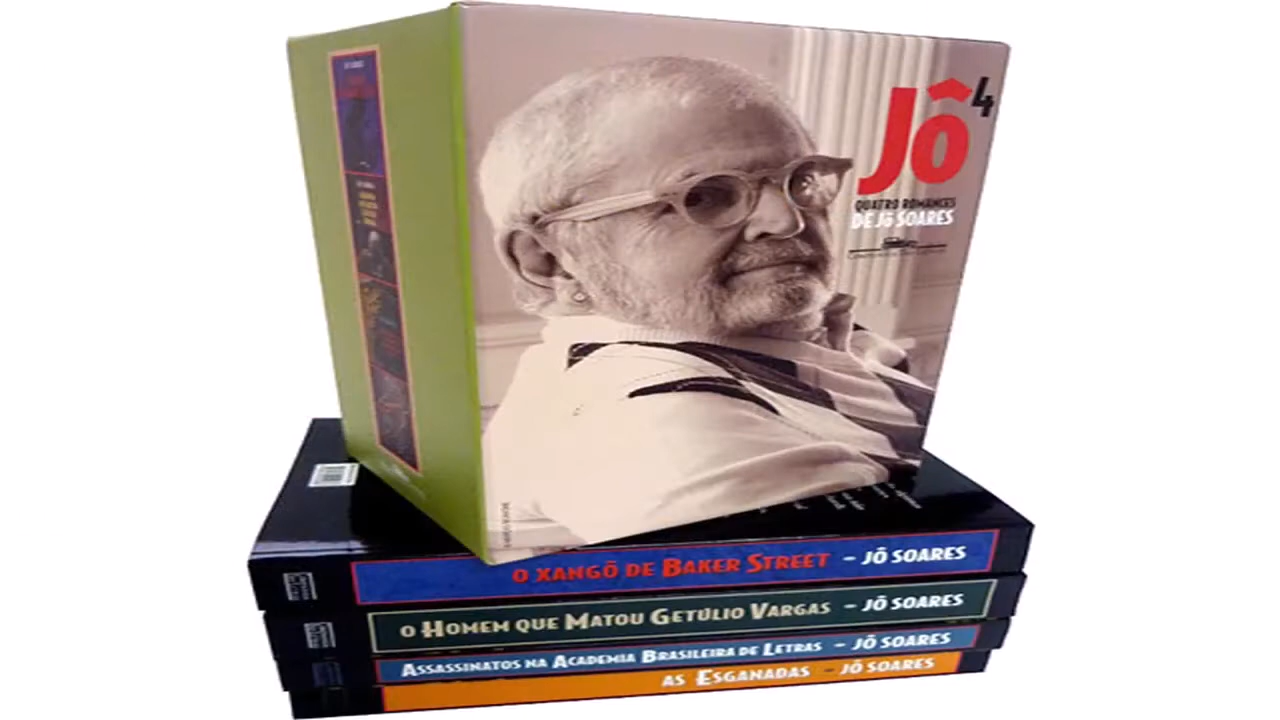 Jô4
QUATRO ROMANCES
DE JÔ SOARES
O XANGÔ DE BAKER STREET – JÔ SOARES
O HOMEM QUE MATOU GETÚLIO VARGAS – JÔ SOARES
ASSASSINATOS NA ACADEMIA BRASILEIRA DE LETRAS – JÔ SOARES
AS ESGANADAS – JÔ SOARES